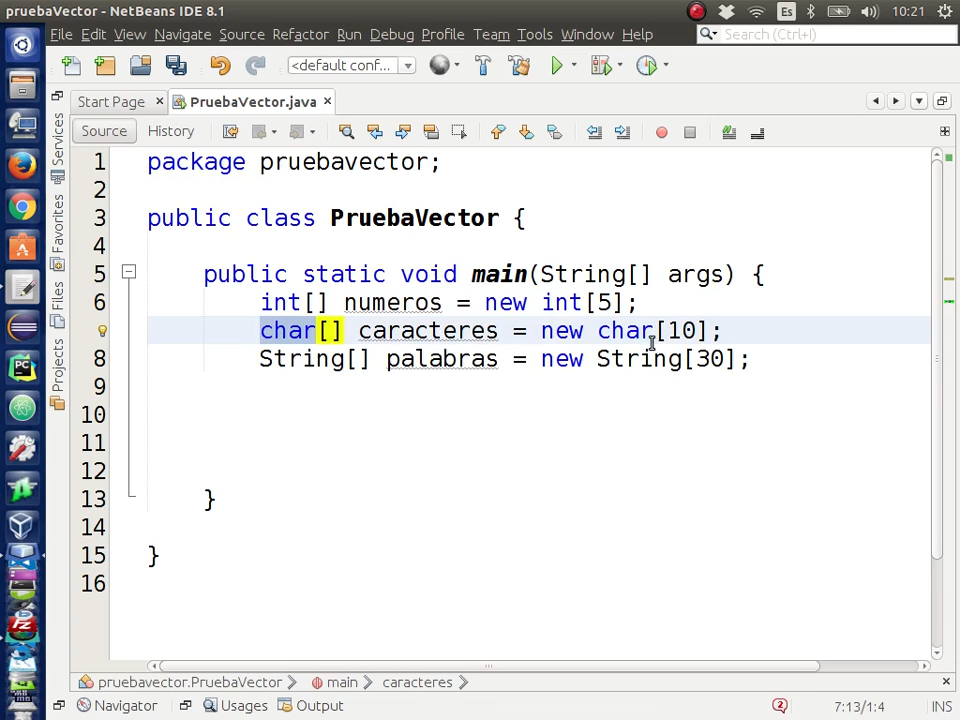 pruebaVector - NetBeans IDE 8.1
Es
10:21
File Edit View Navigate Source Refactor Run Debug Profile Team Tools Window Help
Search (Ctrl+I)
<default conf...
Start Page
PruebaVector.java
Source History
Services
Favorites
Files
Projects
1 package pruebavector;
2
3 public class PruebaVector {
4
5 public static void main(String[] args) {
6 int[] numeros = new int[5];
char[] caracteres = new char[10];
8 String[] palabras = new String[30];
9
10
11
12
13 }
14
15 }
16
pruebavector.PruebaVector main caracteres
Navigator Usages Output
2
7:13/1:4
INS